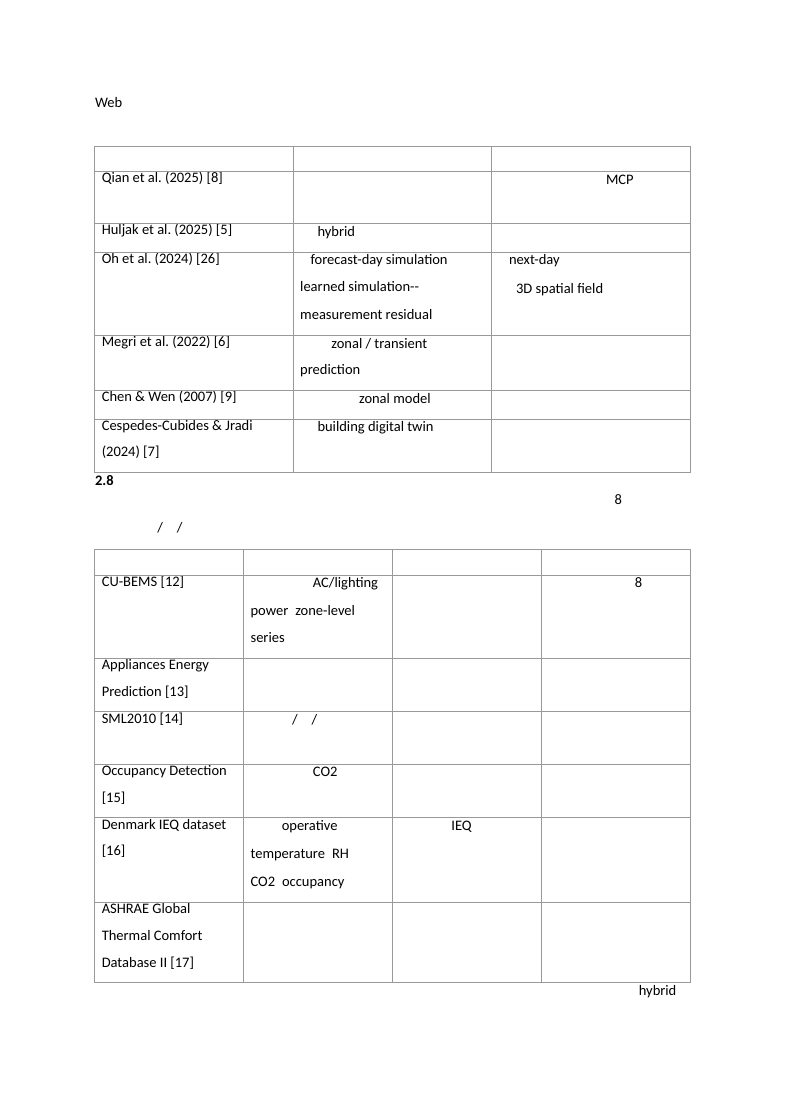 Web
Qian et al. (2025) [8]
MCP
Huljak et al. (2025) [5]
hybrid
Oh et al. (2024) [26]
forecast-day simulation
learned simulation--
measurement residual
next-day
3D spatial field
Megri et al. (2022) [6]
zonal / transient
prediction
Chen & Wen (2007) [9]
zonal model
Cespedes-Cubides & Jradi
(2024) [7]
building digital twin
2.8
8
/ /
CU-BEMS [12]
AC/lighting
power zone-level
series
8
Appliances Energy
Prediction [13]
SML2010 [14]
/ /
Occupancy Detection
[15]
CO2
Denmark IEQ dataset
[16]
operative
temperature RH
CO2 occupancy
IEQ
ASHRAE Global
Thermal Comfort
Database II [17]
hybrid